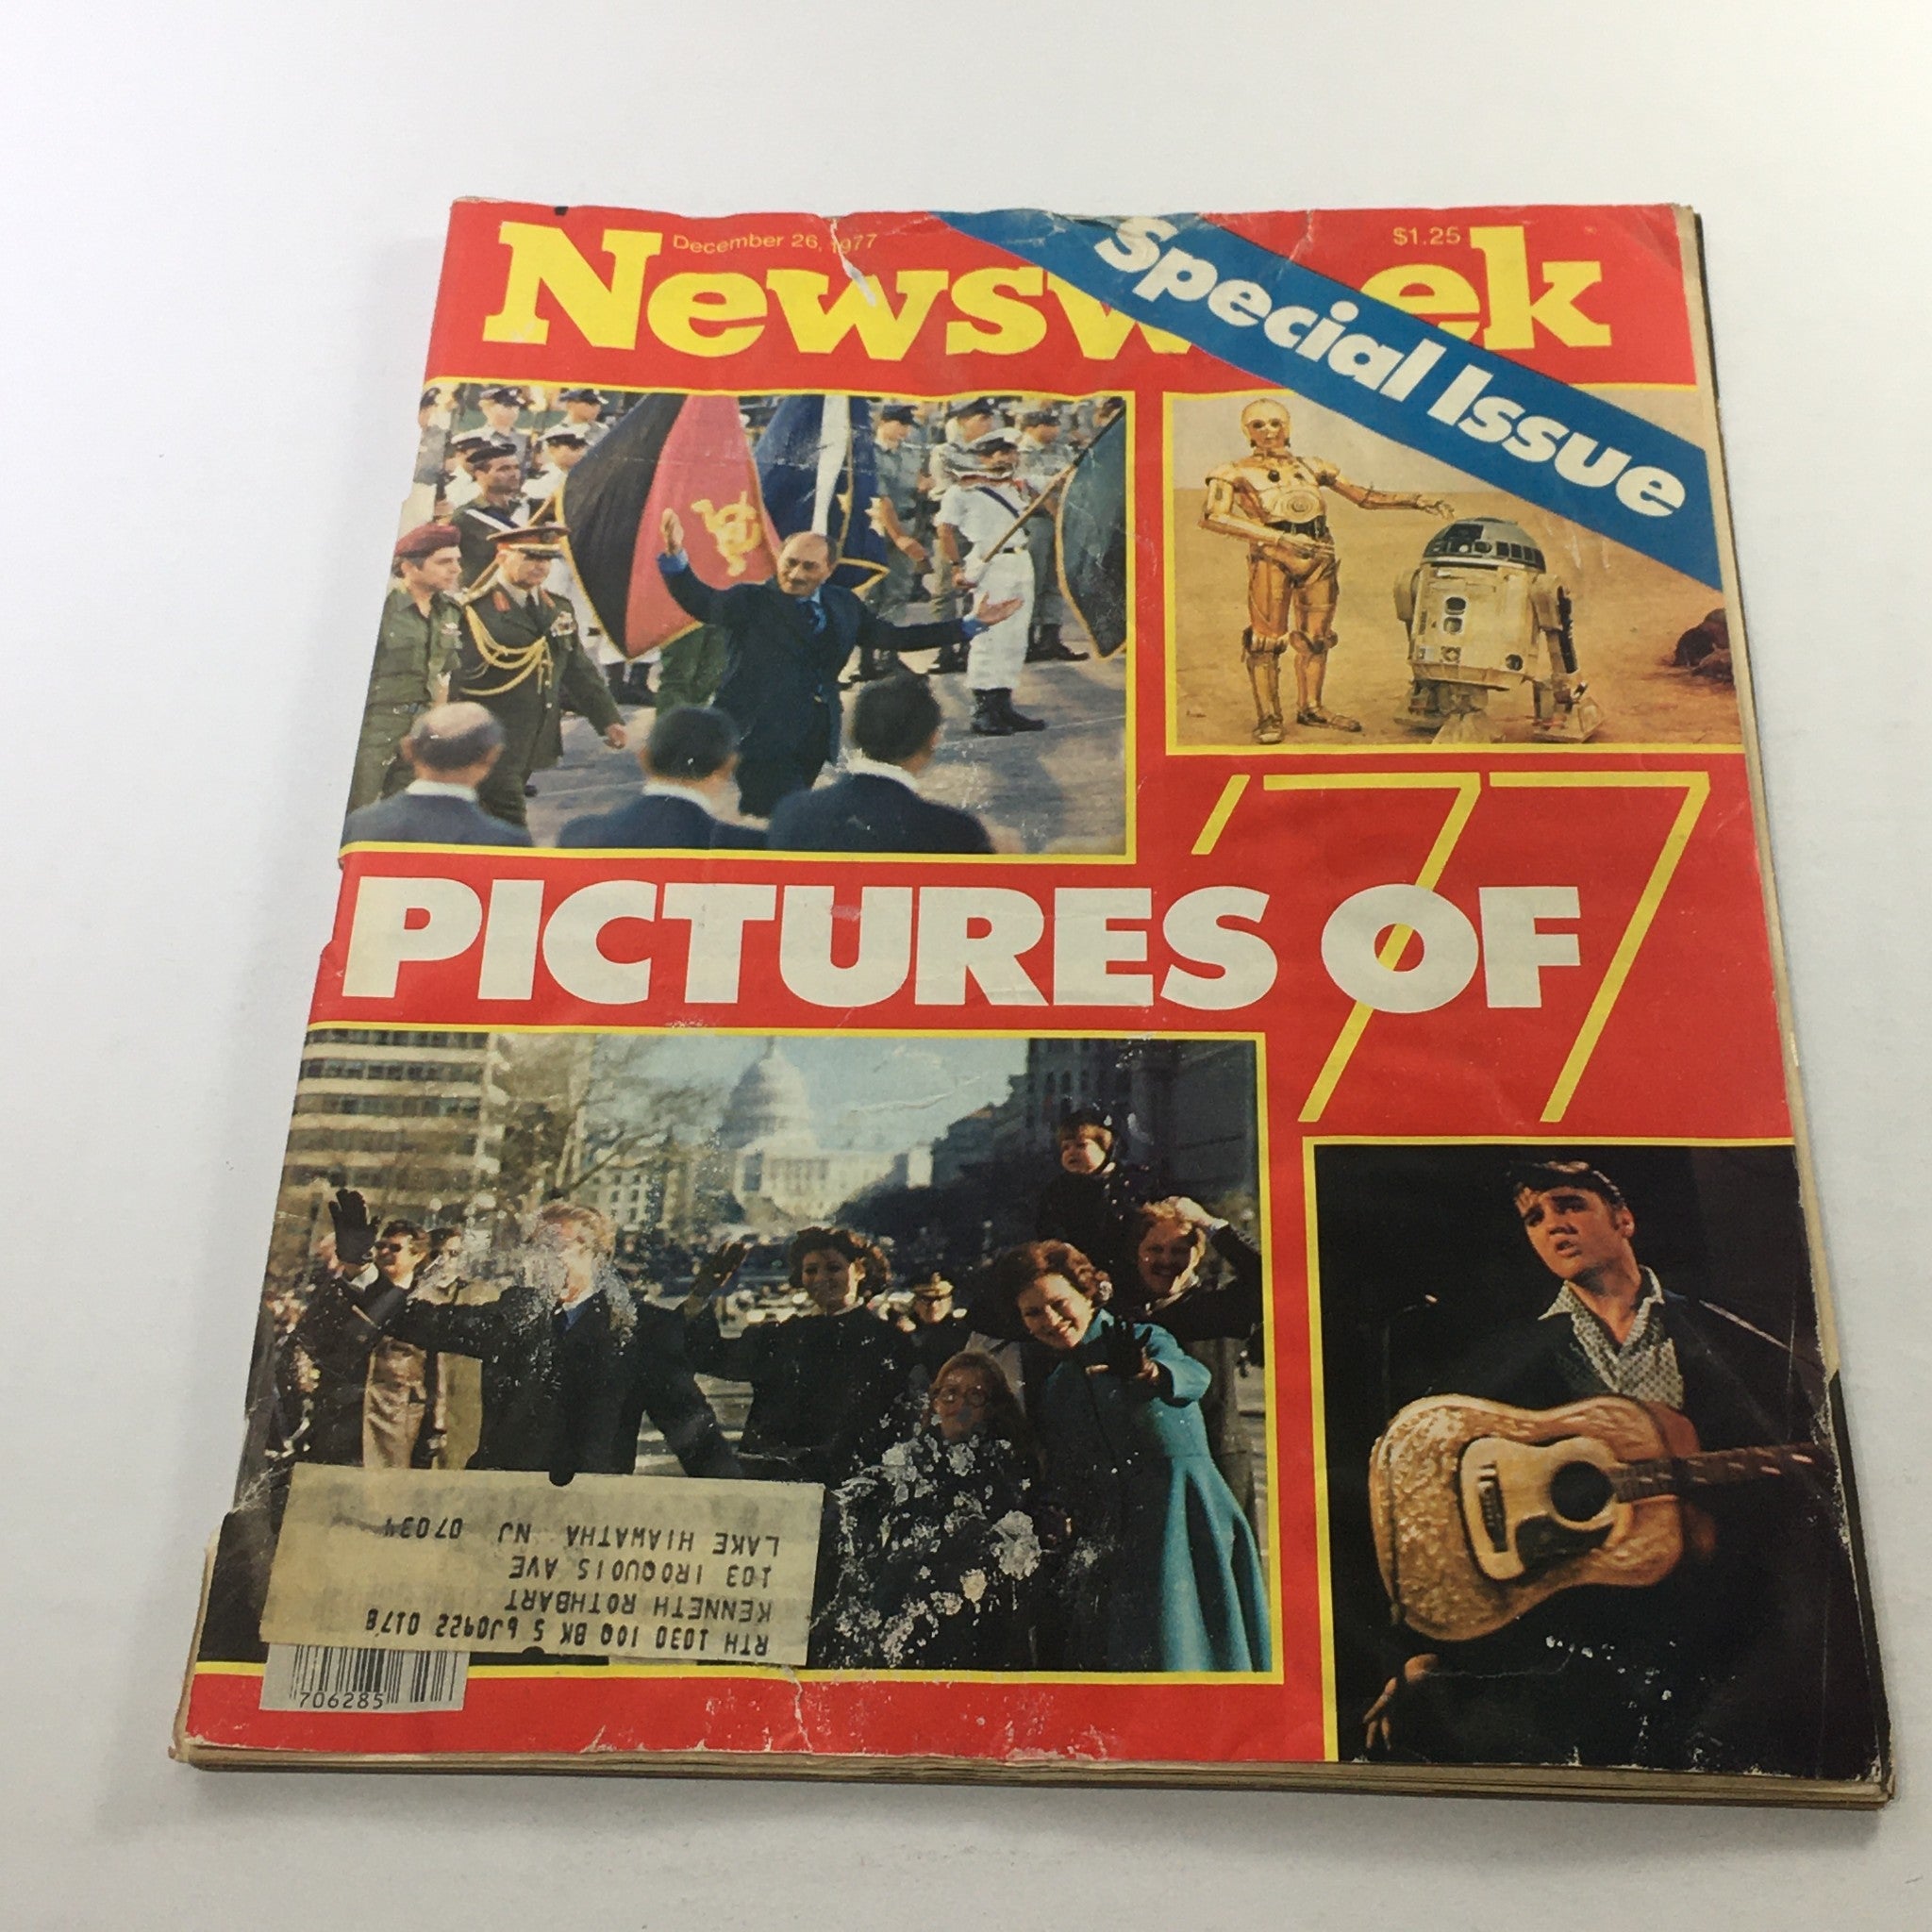 December 26, 1977
$1.25
Newsweek
Special Issue
'77
PICTURES OF
RTH 1030 10Q BK 5 6J0922 0178
KENNETH ROTHBART
103 IROQUOIS AVE
LAKE HIAWATHA NJ 07034
706285